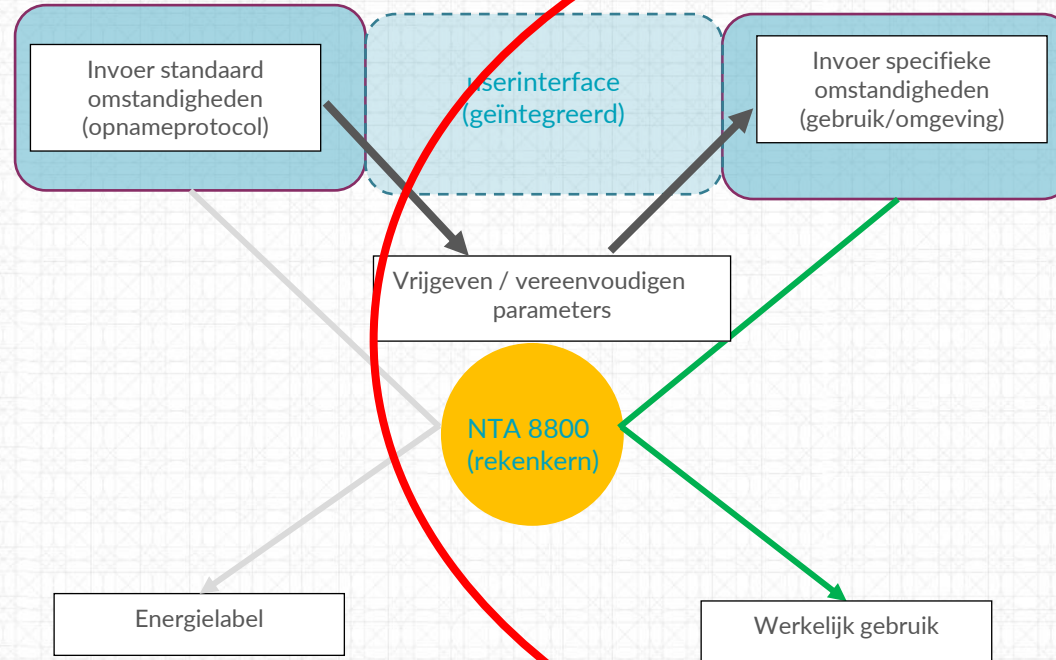 Invoer standaard
omstandigheden
(opnameprotocol)
userinterface
(geïntegreerd)
Invoer specifieke
omstandigheden
(gebruik/omgeving)
Vrijgeven / vereenvoudigen
parameters
NTA 8800
(rekenkern)
Energielabel
Werkelijk gebruik